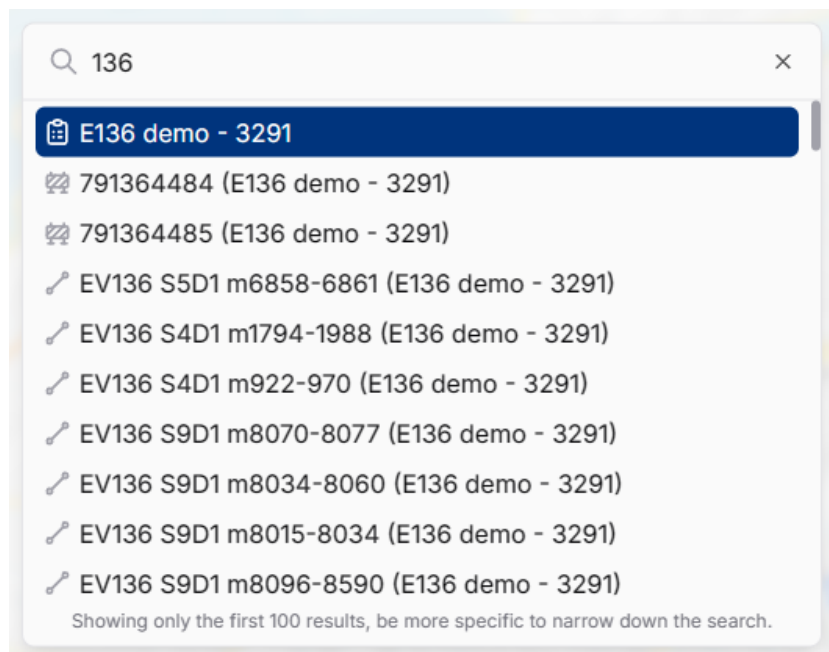 136
E136 demo - 3291
791364484 (E136 demo - 3291)
791364485 (E136 demo - 3291)
EV136 S5D1 m6858-6861 (E136 demo - 3291)
EV136 S4D1 m1794-1988 (E136 demo - 3291)
EV136 S4D1 m922-970 (E136 demo - 3291)
EV136 S9D1 m8070-8077 (E136 demo - 3291)
EV136 S9D1 m8034-8060 (E136 demo - 3291)
EV136 S9D1 m8015-8034 (E136 demo - 3291)
EV136 S9D1 m8096-8590 (E136 demo - 3291)
Showing only the first 100 results, be more specific to narrow down the search.